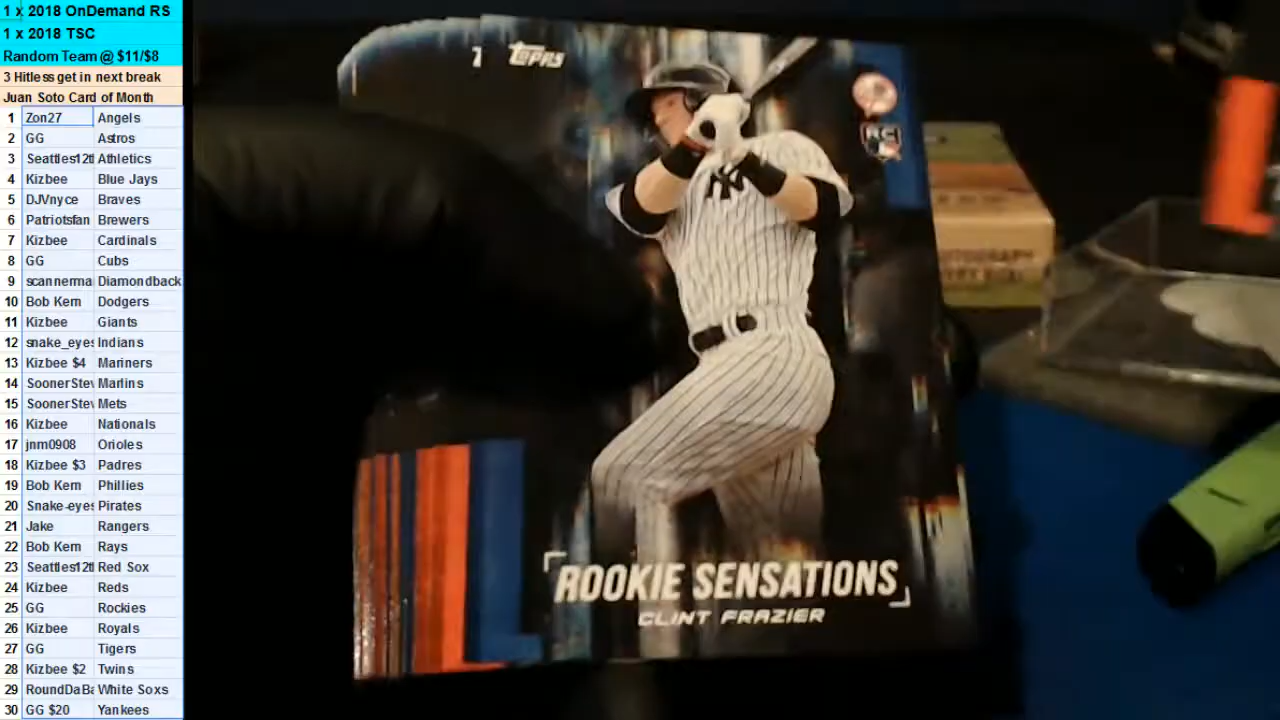 1 x 2018 OnDemand RS
1 x 2018 TSC
Random Team @ $11/$8
3 Hitless get in next break
Juan Soto Card of Month
1 Zon27 Angels
2 GG Astros
3 Seattles12t Athletics
4 Kizbee Blue Jays
5 DJVnyce Braves
6 Patriotsfan Brewers
7 Kizbee Cardinals
8 GG Cubs
9 scannerma Diamondback
10 Bob Kem Dodgers
11 Kizbee Giants
12 snake_eyes Indians
13 Kizbee $4 Mariners
14 SoonerStev Marlins
15 SoonerStev Mets
16 Kizbee Nationals
17 jnm0908 Orioles
18 Kizbee $3 Padres
19 Bob Kem Phillies
20 Snake-eyes Pirates
21 Jake Rangers
22 Bob Kem Rays
23 Seattles12t Red Sox
24 Kizbee Reds
25 GG Rockies
26 Kizbee Royals
27 GG Tigers
28 Kizbee $2 Twins
29 RoundDaBa White Soxs
30 GG $20 Yankees
TOPPS
RC
NY
ROOKIE SENSATIONS
CLINT FRAZIER